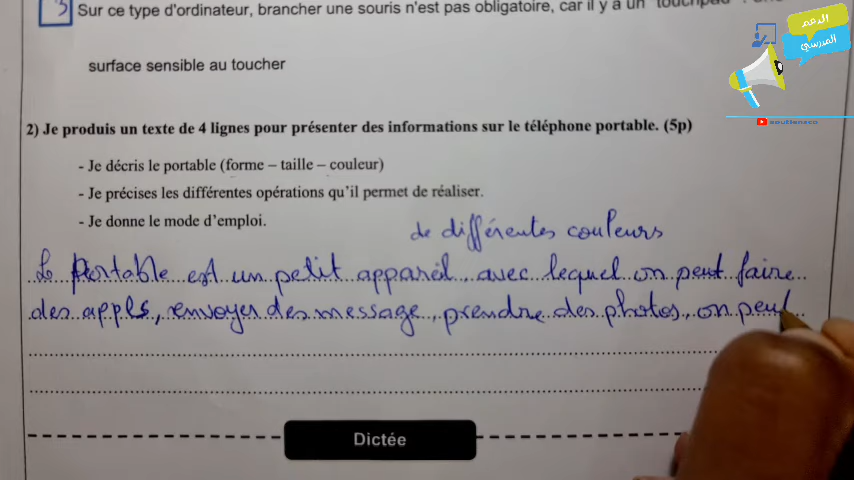 3
Sur ce type d'ordinateur, brancher une souris n'est pas obligatoire, car il y a un "touchpad"
surface sensible au toucher
2) Je produis un texte de 4 lignes pour présenter des informations sur le téléphone portable. (5p)
- Je décris le portable (forme – taille – couleur)
- Je précises les différentes opérations qu'il permet de réaliser.
- Je donne le mode d'emploi.
de différentes couleurs
Le Portable est un petit appareil, avec lequel on peut faire
des appls, envoyer des message, prendre des photos, on peut
Dictée
الدعم
المدرسي
soutienscо